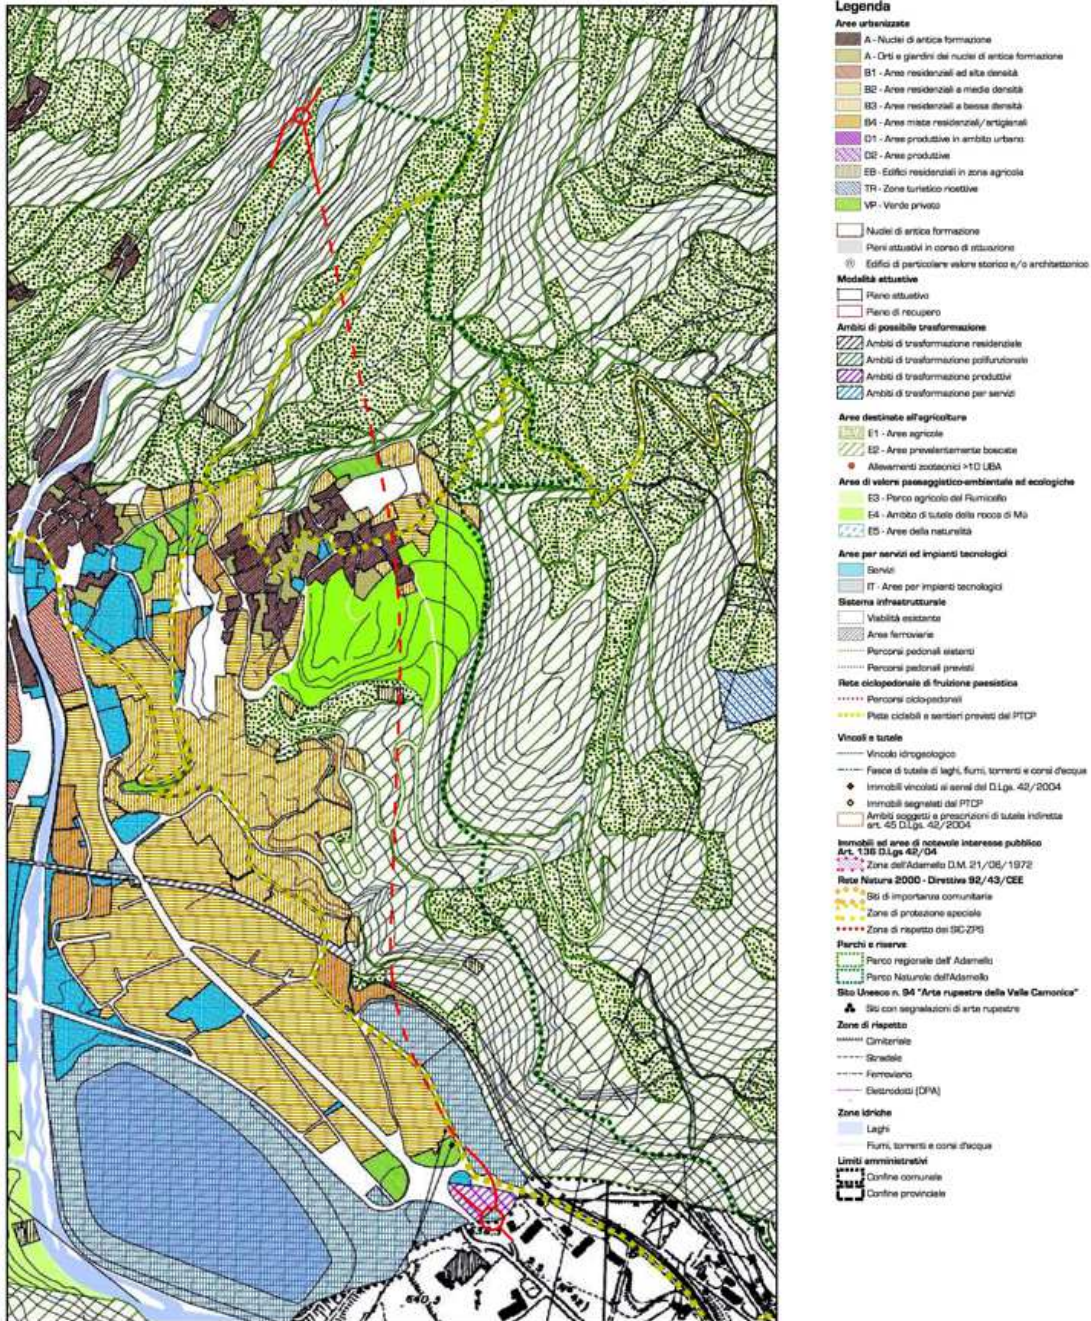 Legenda
Aree urbanizzate
A - Nuclei di antica formazione
A - Orti e giardini dei nuclei di antica formazione
B1 - Aree residenziali ad alta densità
B2 - Aree residenziali a media densità
B3 - Aree residenziali a bassa densità
B4 - Aree miste residenziali/artigianali
D1 - Aree produttive in ambito urbano
D2 - Aree produttive
EB - Edifici residenziali in zona agricola
TR - Zone turistico ricettive
VP - Verde privato
Nuclei di antica formazione
Piani attuativi in corso di attuazione
Edifici di particolare valore storico e/o architettonico
Modalità attuative
Piano attuativo
Piano di recupero
Ambiti di possibile trasformazione
Ambiti di trasformazione residenziale
Ambiti di trasformazione polifunzionale
Ambiti di trasformazione produttivi
Ambiti di trasformazione per servizi
Aree destinate all'agricoltura
E1 - Aree agricole
E2 - Aree prevalentemente boscate
Allevamenti zootecnici >10 UBA
Aree di valore paesaggistico-ambientale ed ecologiche
E3 - Parco agricolo del Fiumicello
E4 - Ambito di tutela della rocca di Mù
E5 - Aree della naturalità
Aree per servizi ed impianti tecnologici
Servizi
IT - Aree per impianti tecnologici
Sistema infrastrutturale
Viabilità esistente
Aree ferroviarie
Percorsi pedonali esistenti
Percorsi pedonali previsti
Rete ciclopedonale di fruizione paesistica
Percorsi ciclo-pedonali
Piste ciclabili e sentieri previsti dal PTCP
Vincoli e tutele
Vincolo idrogeologico
Fasce di tutela di laghi, fiumi, torrenti e corsi d'acqua
Immobili vincolati ai sensi del D.Lgs. 42/2004
Immobili segnalati dal PTCP
Ambiti soggetti a prescrizioni di tutela indiretta
art. 45 D.Lgs. 42/2004
Immobili ed aree di notevole interesse pubblico
Art. 136 D.Lgs 42/04
Zona dell'Adamello D.M. 21/06/1972
Rete Natura 2000 - Direttiva 92/43/CEE
Siti di importanza comunitaria
Zone di protezione speciale
Zona di rispetto dei SIC-ZPS
Parchi e riserve
Parco regionale dell' Adamello
Parco Naturale dell'Adamello
Sito Unesco n. 94 "Arte rupestre della Valle Camonica"
Siti con segnalazioni di arte rupestre
Zone di rispetto
Cimiteriale
Stradale
Ferroviario
Elettrodotti (DPA)
Zone idriche
Laghi
Fiumi, torrenti e corsi d'acqua
Limiti amministrativi
Confine comunale
Confine provinciale
640,3